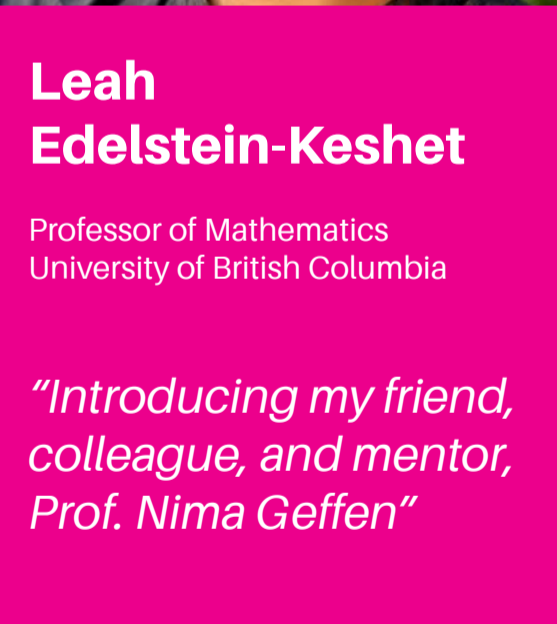 Leah
Edelstein-Keshet
Professor of Mathematics
University of British Columbia
“Introducing my friend,
colleague, and mentor,
Prof. Nima Geffen”